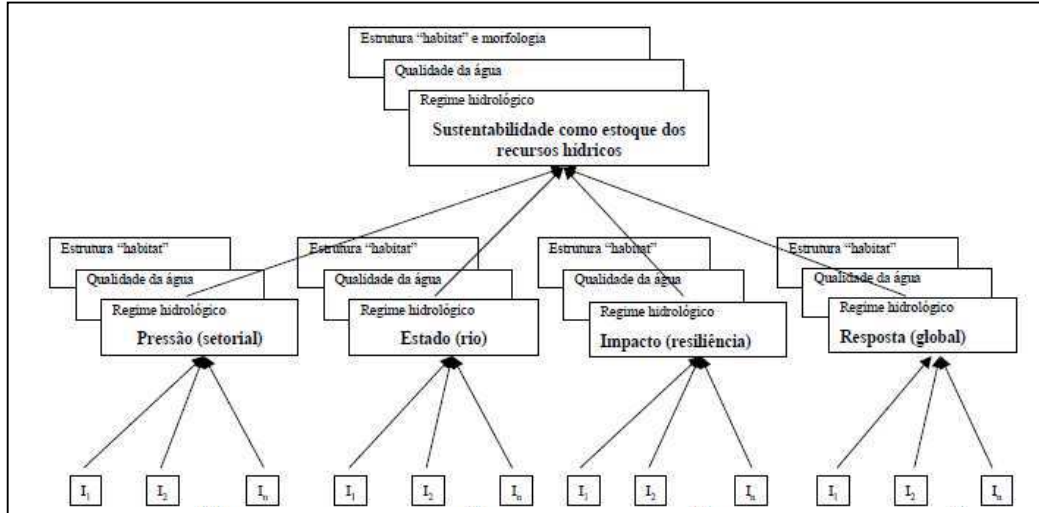 Estrutura “habitat” e morfologia
Qualidade da água
Regime hidrológico
Sustentabilidade como estoque dos
recursos hídricos
Estrutura “habitat”
Qualidade da água
Regime hidrológico
Pressão (setorial)
Estrutura “habitat”
Qualidade da água
Regime hidrológico
Estado (rio)
Estrutura “habitat”
Qualidade da água
Regime hidrológico
Impacto (resiliência)
Estrutura “habitat”
Qualidade da água
Regime hidrológico
Resposta (global)
I₁ I₂ Iₙ I₁ I₂ Iₙ I₁ I₂ Iₙ I₁ I₂ Iₙ